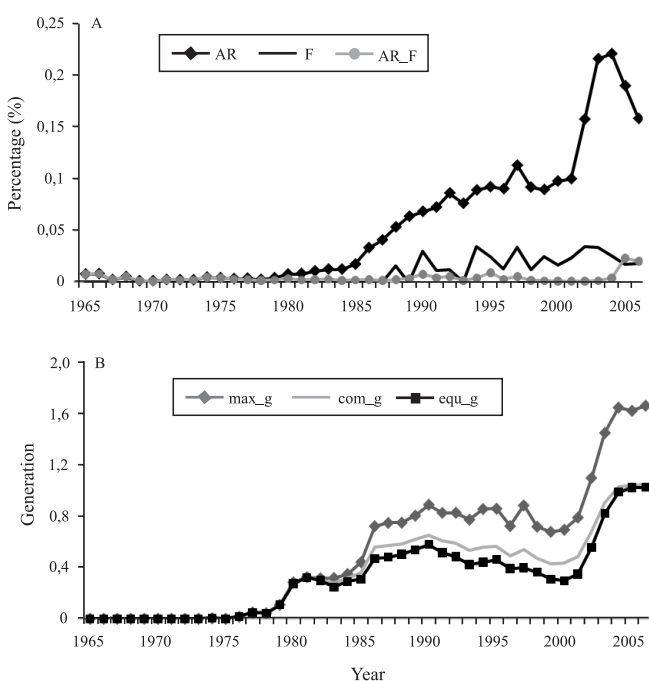 A
0,25
0,2
0,15
0,1
0,05
0
Percentage (%)
AR F AR_F
1965 1970 1975 1980 1985 1990 1995 2000 2005
B
2,0
1,6
1,2
0,8
0,4
0
Generation
max_g com_g equ_g
1965 1970 1975 1980 1985 1990 1995 2000 2005
Year